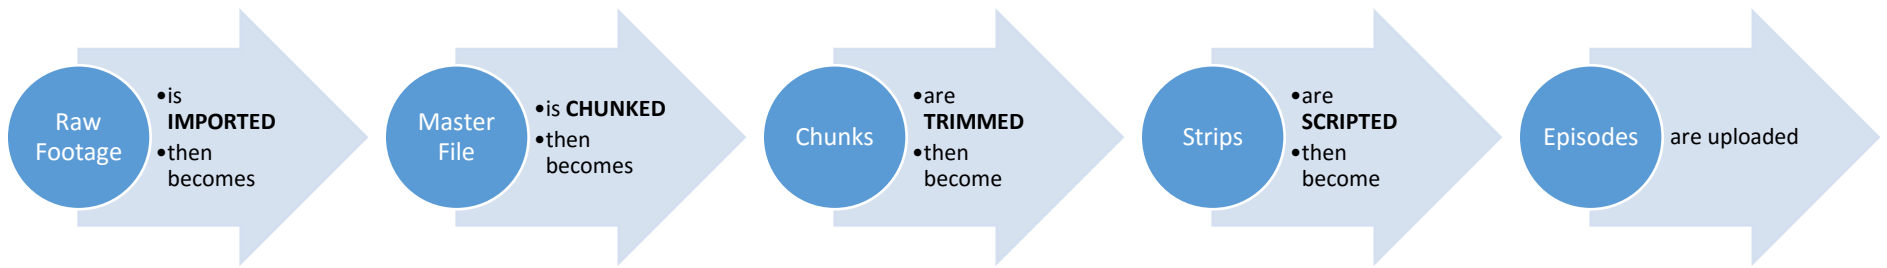 Raw
Footage
•is
IMPORTED
•then
becomes
Master
File
•is CHUNKED
•then
becomes
Chunks
•are
TRIMMED
•then
become
Strips
•are
SCRIPTED
•then
become
Episodes
are uploaded